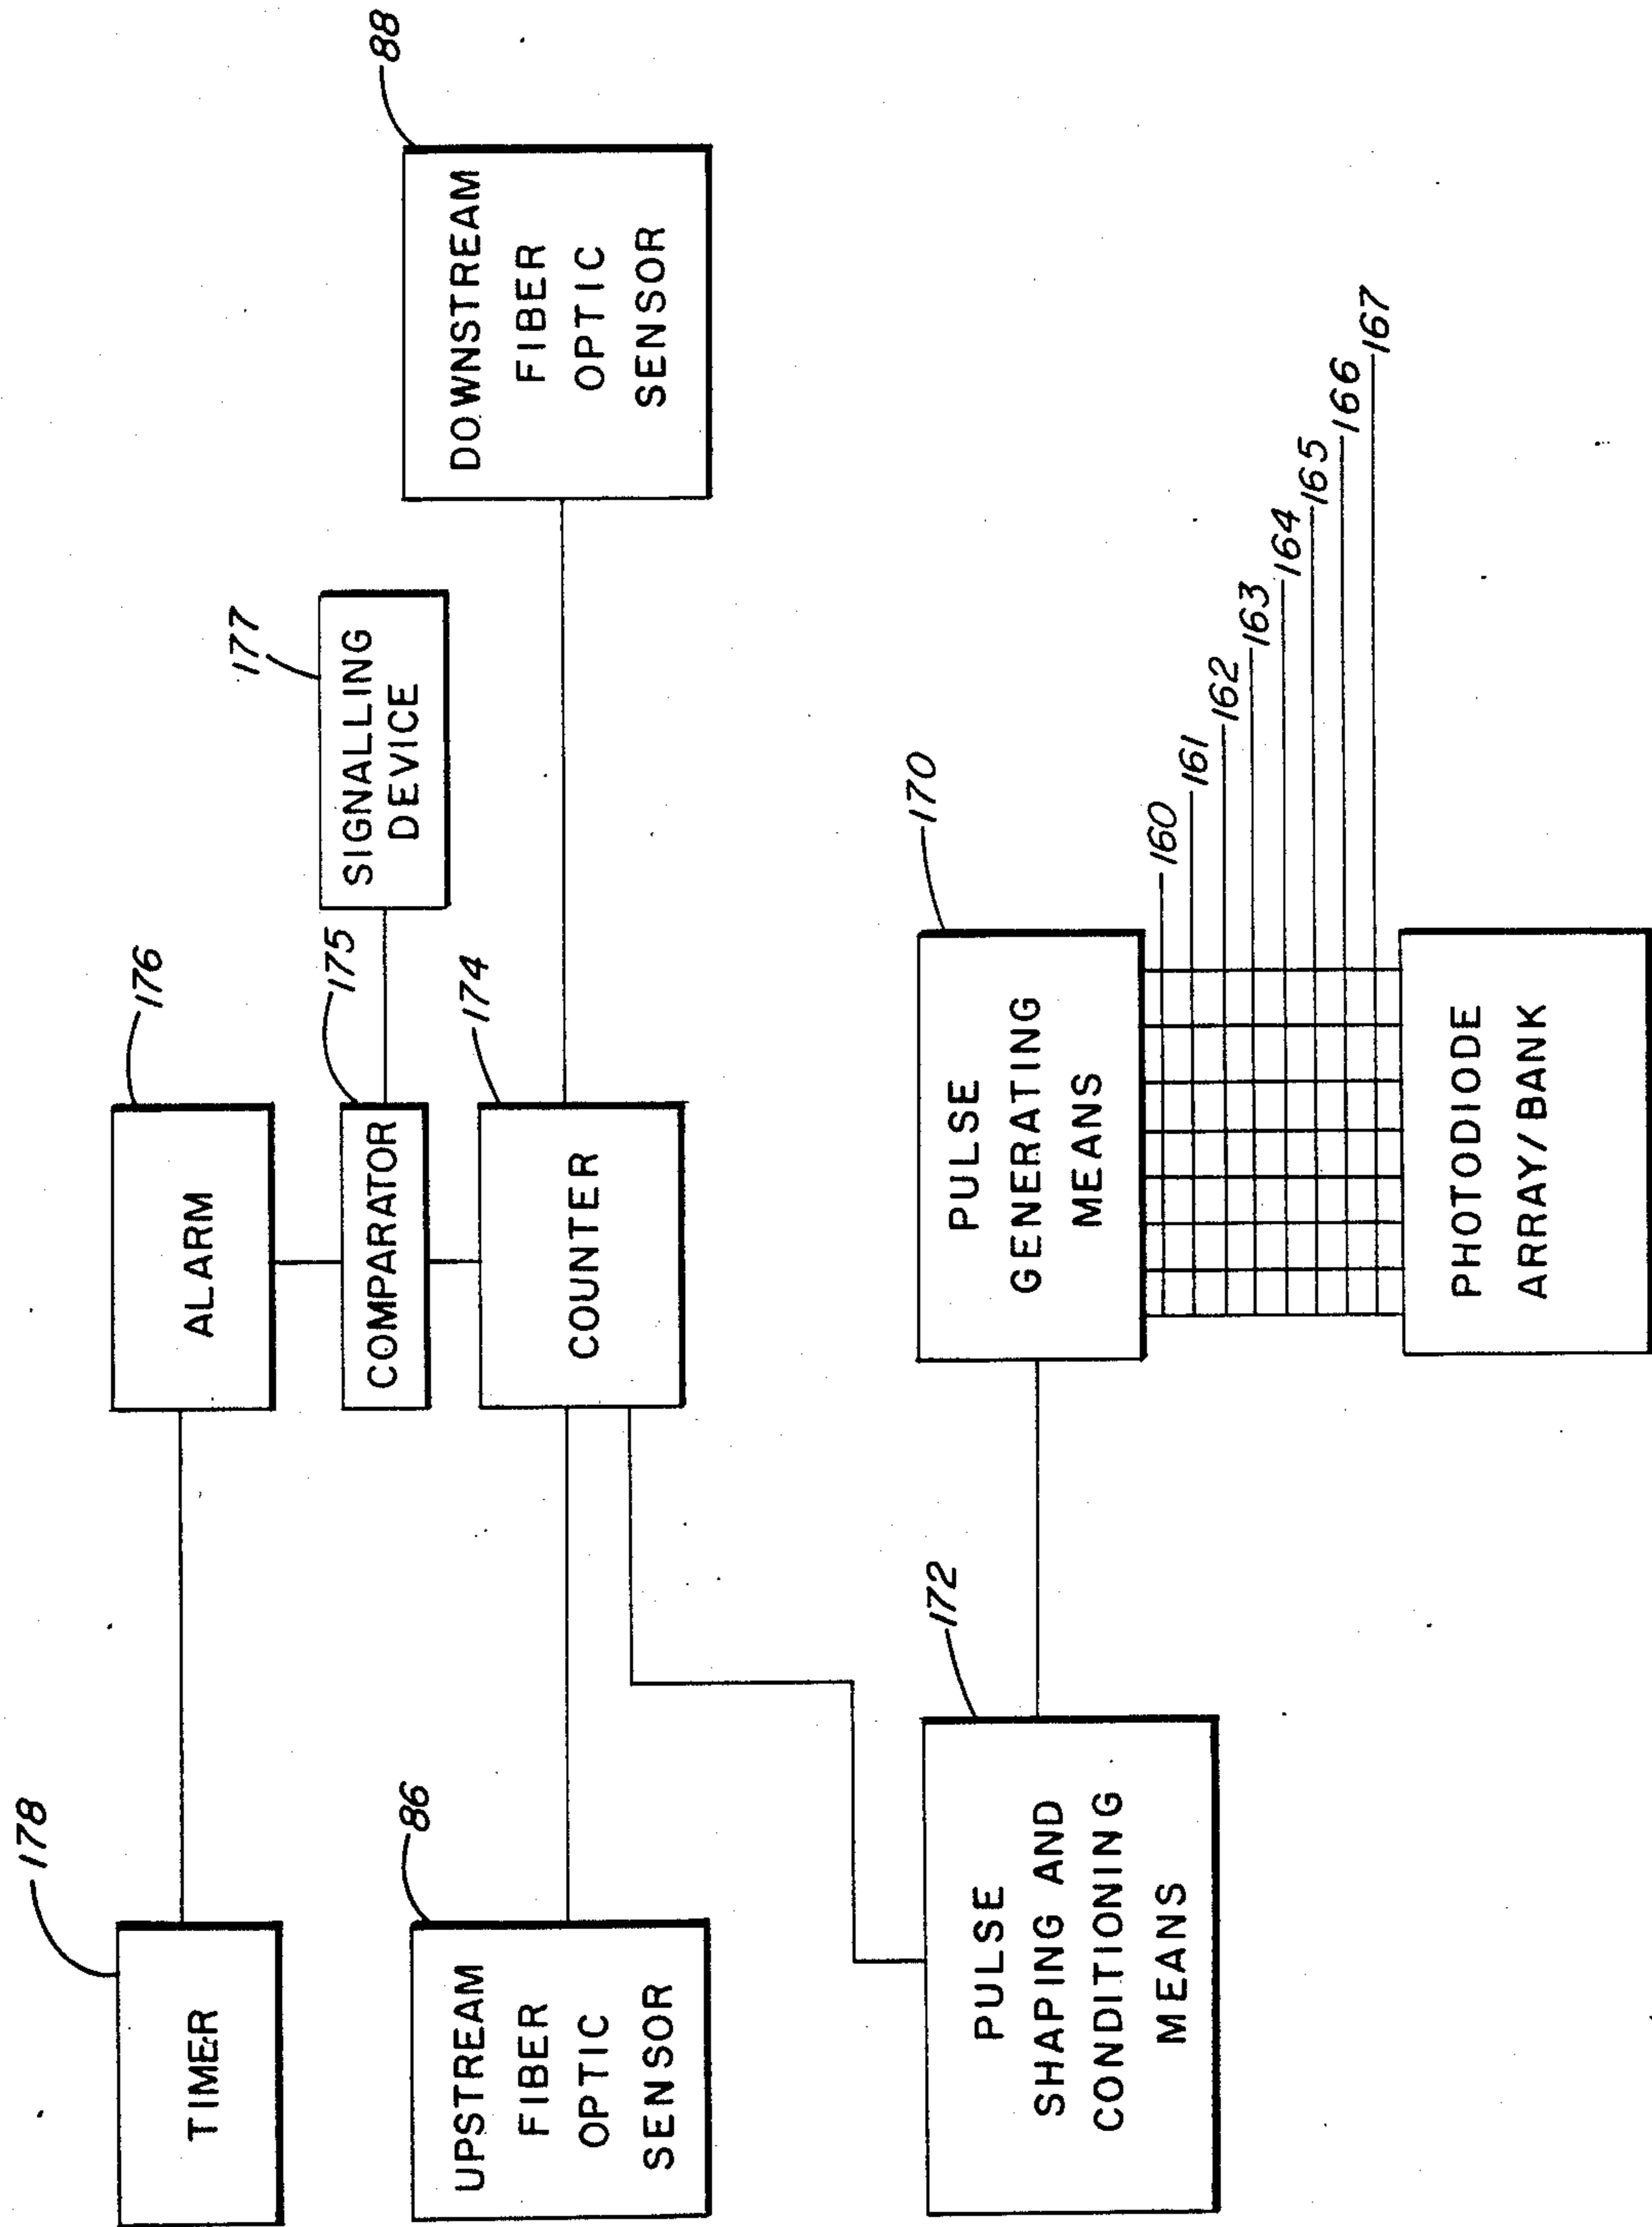 178
TIMER
176
ALARM
175
COMPARATOR
177
SIGNALLING
DEVICE
86
UPSTREAM
FIBER
OPTIC
SENSOR
174
COUNTER
88
DOWNSTREAM
FIBER
OPTIC
SENSOR
172
PULSE
SHAPING AND
CONDITIONING
MEANS
170
PULSE
GENERATING
MEANS
160
161
162
163
164
165
166
167
PHOTODIODE
ARRAY/BANK